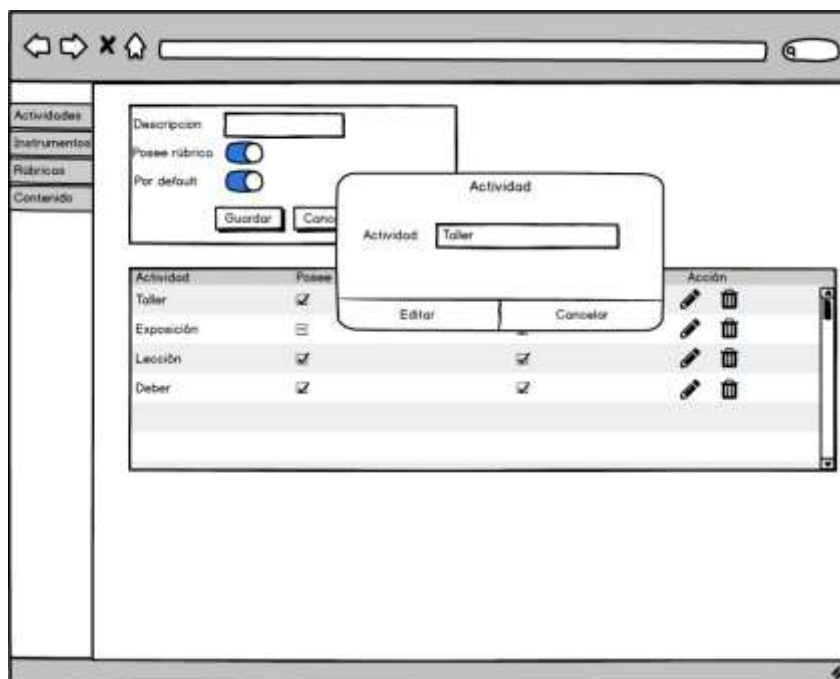 Actividades
Instrumentos
Rúbricas
Contenido
Descripcion
Posee rúbrica
Por default
Guardar Canc
Actividad
Actividad Taller
Editar Cancelar
Actividad Posee Acción
Taller
Exposición
Lección
Deber